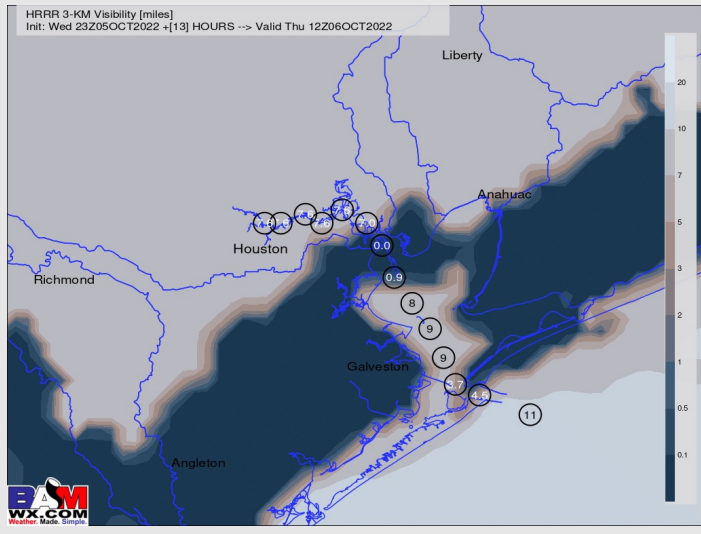 HRRR 3-KM Visibility [miles]
Init: Wed 23Z05OCT2022 +[13] HOURS --> Valid Thu 12Z06OCT2022
Liberty
20
10
Anahuac
7
5
Houston
0.0
Richmond
0.9
3
8
2
9
9
1
Galveston
3.7
4.6
0.5
11
0.1
Angleton
BAM
WX.COM
Weather. Made. Simple.